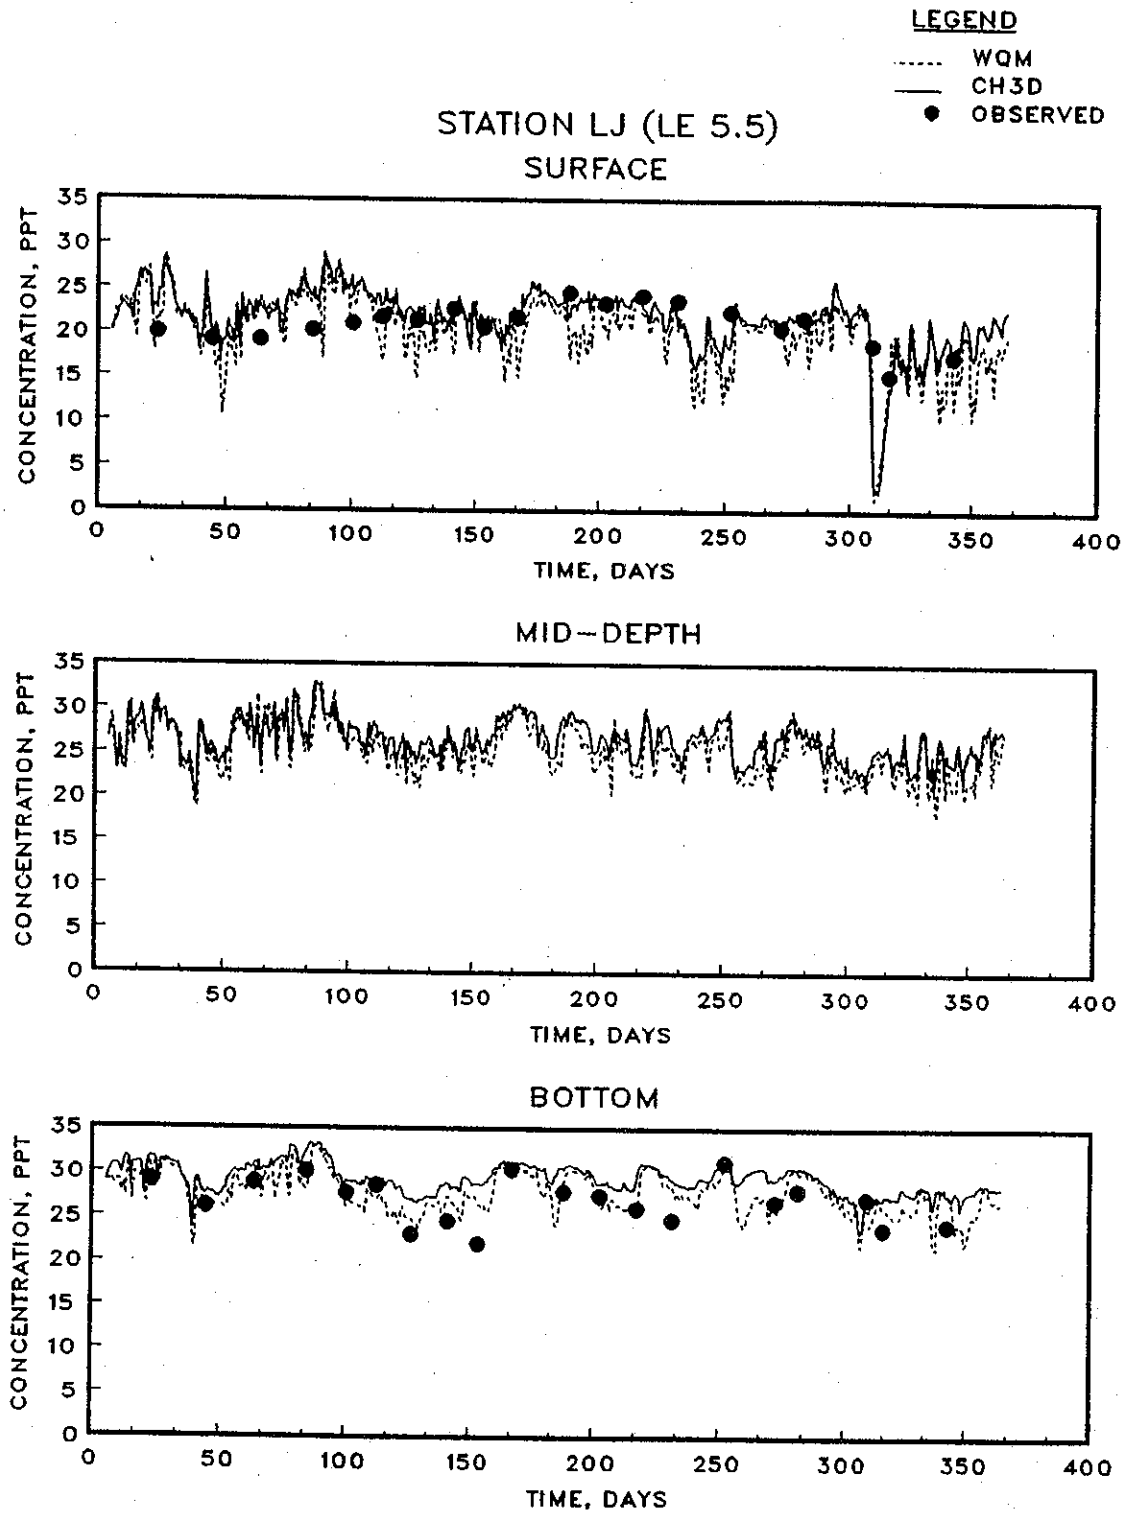 LEGEND
WQM
CH3D
OBSERVED
STATION LJ (LE 5.5)
SURFACE
CONCENTRATION, PPT
35
30
25
20
15
10
5
0
0 50 100 150 200 250 300 350 400
TIME, DAYS
MID-DEPTH
CONCENTRATION, PPT
35
30
25
20
15
10
5
0
0 50 100 150 200 250 300 350 400
TIME, DAYS
BOTTOM
CONCENTRATION, PPT
35
30
25
20
15
10
5
0
0 50 100 150 200 250 300 350 400
TIME, DAYS